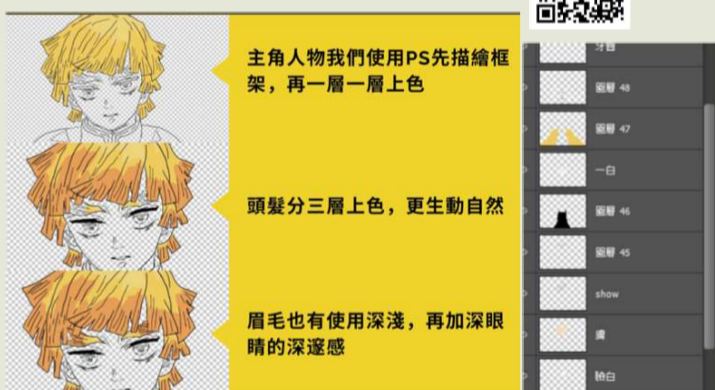 主角人物我們使用PS先描繪框
架，再一層一層上色
頭髮分三層上色，更生動自然
眉毛也有使用深淺，再加深眼
睛的深邃感
圖層 48
圖層 47
一白
圖層 46
圖層 45
show
膚
臉白